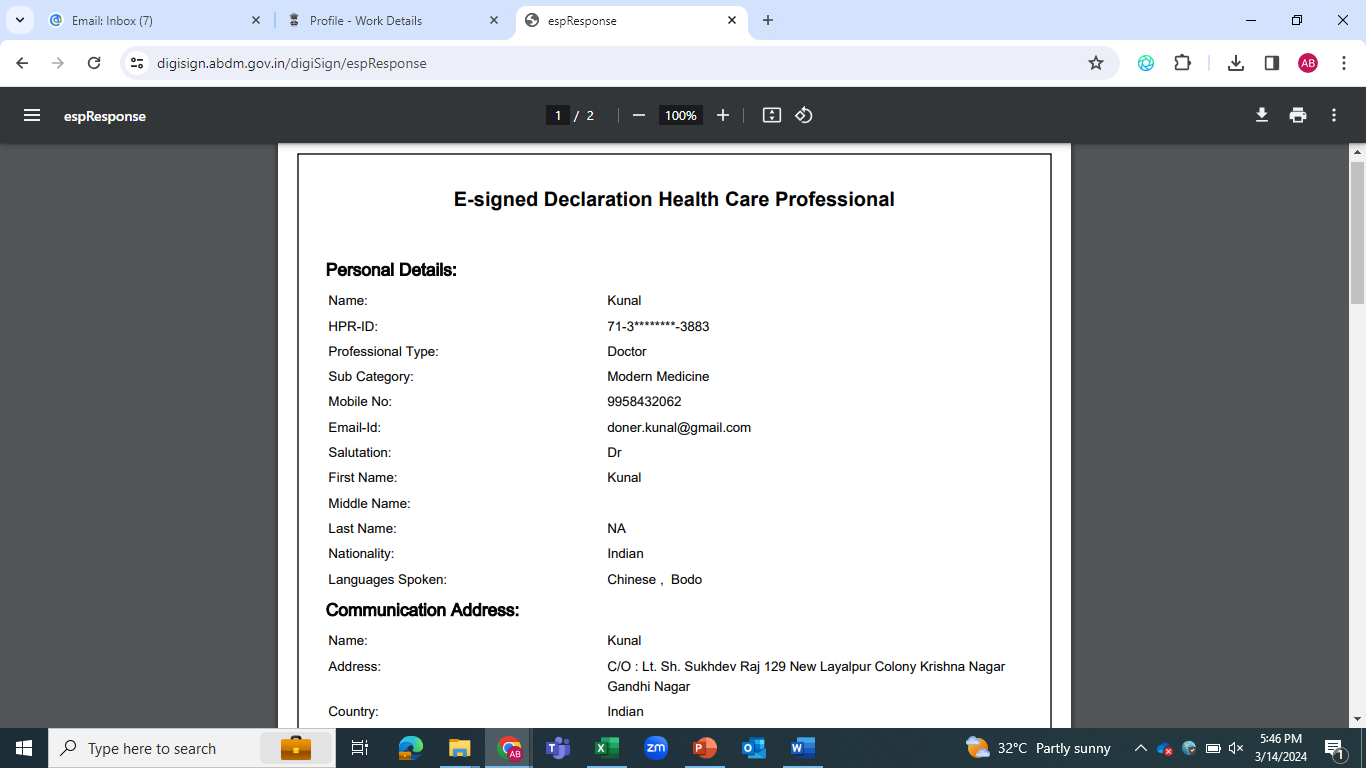 Email: Inbox (7)
Profile - Work Details
espResponse
digisign.abdm.gov.in/digiSign/espResponse
AB
espResponse
1 / 2
100%
E-signed Declaration Health Care Professional
Personal Details:
Name: Kunal
HPR-ID: 71-3********-3883
Professional Type: Doctor
Sub Category: Modern Medicine
Mobile No: 9958432062
Email-Id: doner.kunal@gmail.com
Salutation: Dr
First Name: Kunal
Middle Name:
Last Name: NA
Nationality: Indian
Languages Spoken: Chinese , Bodo
Communication Address:
Name: Kunal
Address: C/O : Lt. Sh. Sukhdev Raj 129 New Layalpur Colony Krishna Nagar
Gandhi Nagar
Country: Indian
Type here to search
AB
zm
32°C Partly sunny
5:46 PM
3/14/2024
1